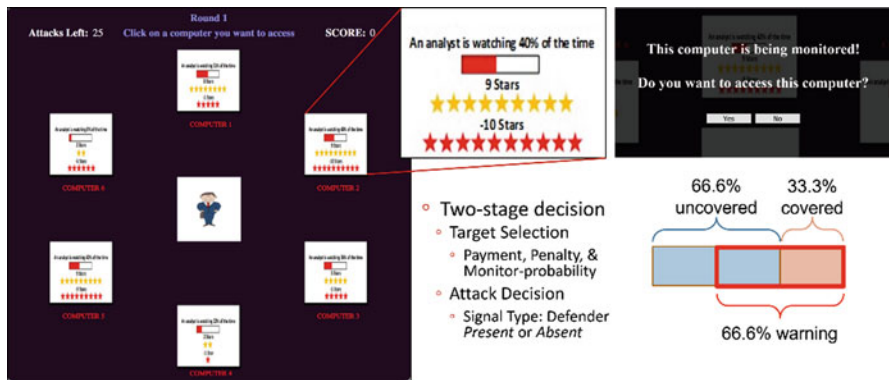 Round 1
Attacks Left: 25 Click on a computer you want to access SCORE: 0
COMPUTER 1
COMPUTER 6
COMPUTER 2
COMPUTER 5
COMPUTER 3
COMPUTER 4
An analyst is watching 40% of the time
9 Stars
-10 Stars
This computer is being monitored!
Do you want to access this computer?
Yes No
Two-stage decision
Target Selection
Payment, Penalty, &
Monitor-probability
Attack Decision
Signal Type: Defender
Present or Absent
66.6%
uncovered
33.3%
covered
66.6% warning